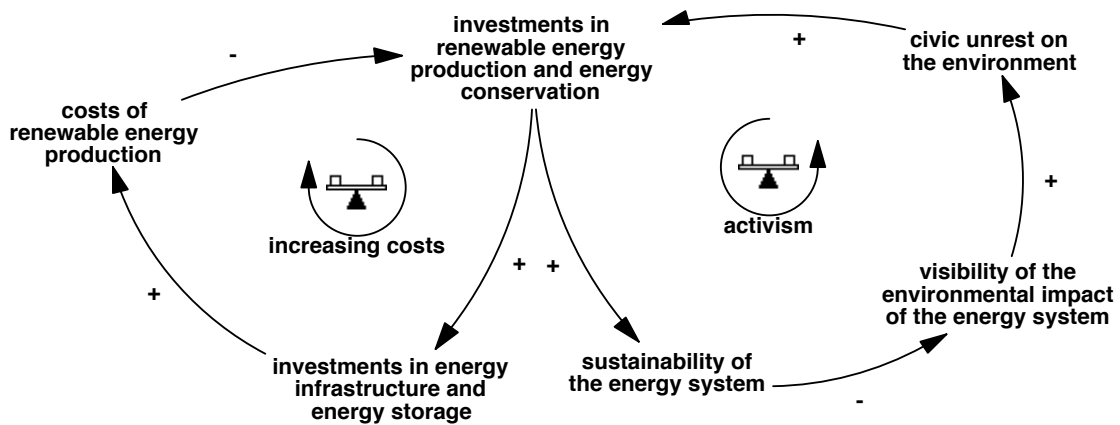 investments in
renewable energy
production and energy
conservation
+
civic unrest on
the environment
-
costs of
renewable energy
production
increasing costs
activism
+
+
+
+
visibility of the
environmental impact
of the energy system
investments in energy
infrastructure and
energy storage
sustainability of
the energy system
-